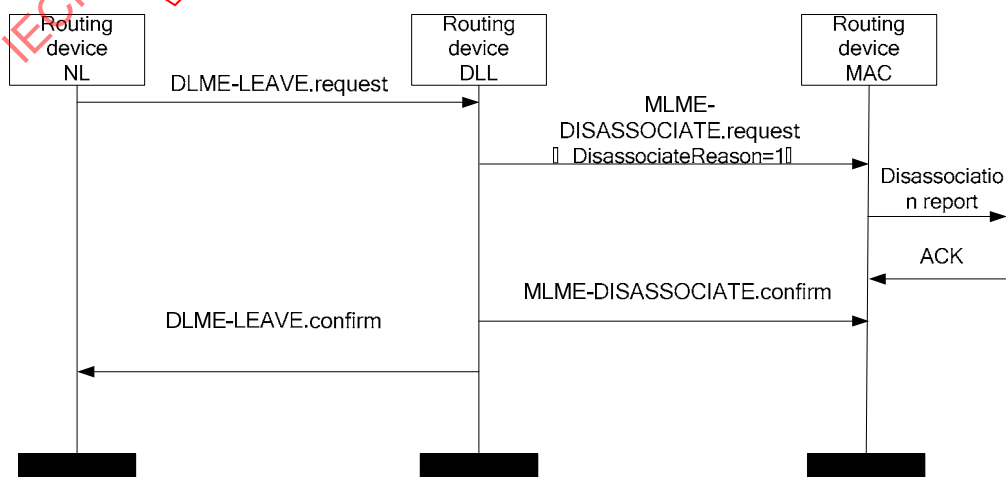 Routing
device
NL
Routing
device
DLL
Routing
device
MAC
DLME-LEAVE.request
MLME-
DISASSOCIATE.request
DisassociateReason=1
Disassociatio
n report
ACK
MLME-DISASSOCIATE.confirm
DLME-LEAVE.confirm